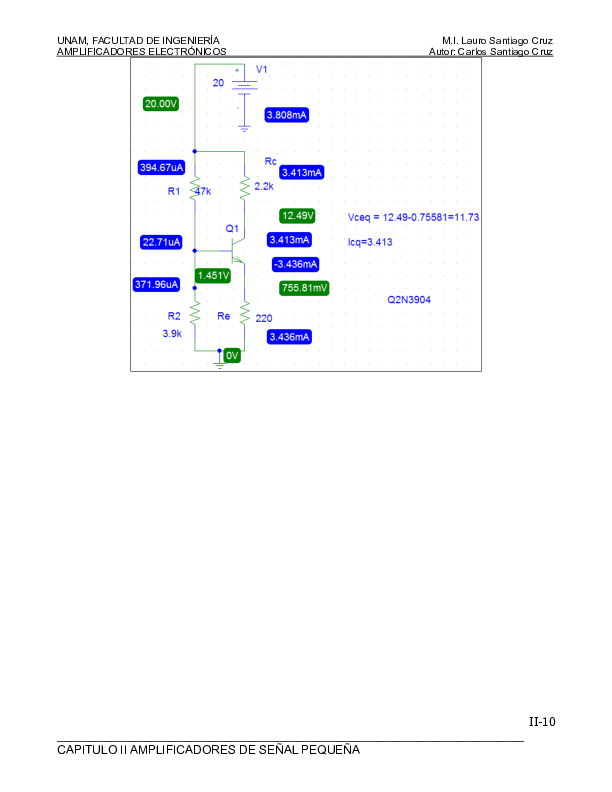 UNAM, FACULTAD DE INGENIERÍA
M.I. Lauro Santiago Cruz
AMPLIFICADORES ELECTRÓNICOS
Autor: Carlos Santiago Cruz
+
V1
20
20.00V
-
3.808mA
394.67uA
Rc
3.413mA
R1
47k
2.2k
12.49V
Vceq = 12.49-0.75581=11.73
Q1
22.71uA
3.413mA
Icq=3.413
-3.436mA
1.451V
371.96uA
755.81mV
Q2N3904
R2
Re
220
3.9k
3.436mA
0V
II-10
CAPITULO II AMPLIFICADORES DE SEÑAL PEQUEÑA